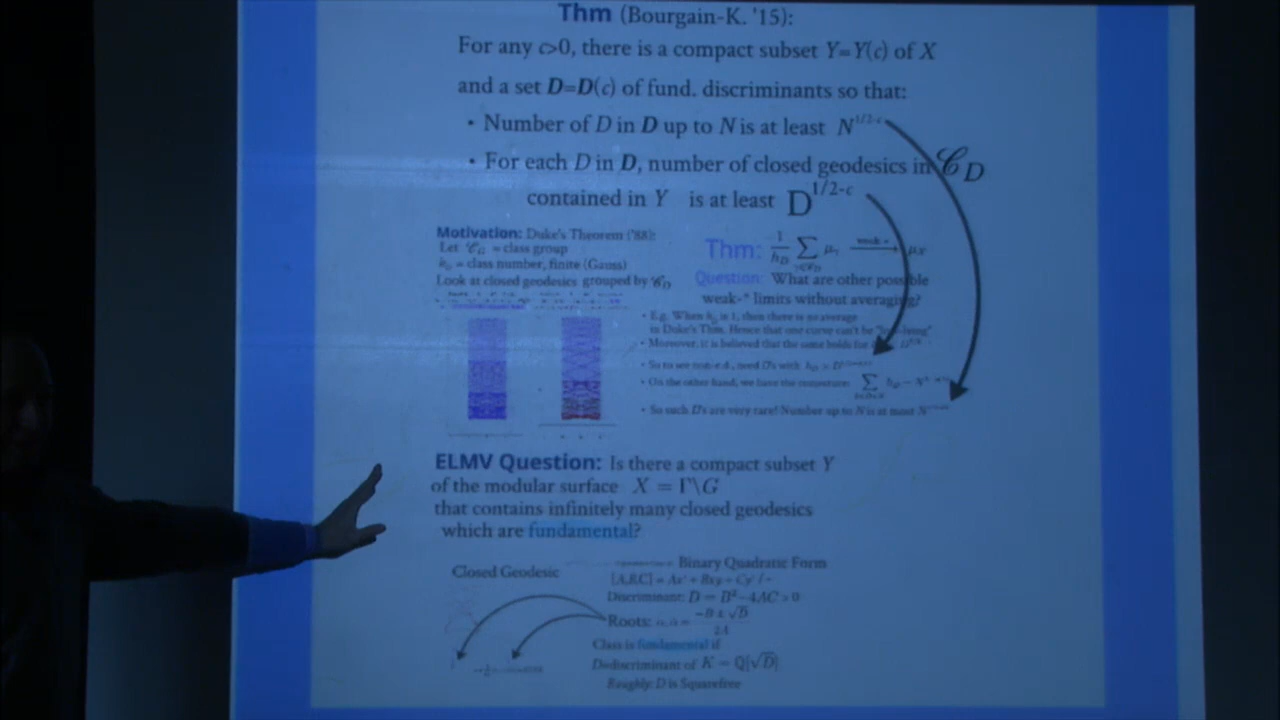 Thm (Bourgain-K. '15):
For any c>0, there is a compact subset Y=Y(c) of X
and a set D=D(c) of fund. discriminants so that:
• Number of D in D up to N is at least N^1/2-c
• For each D in D, number of closed geodesics in 𝒞_D
contained in Y is at least D^1/2-c
Motivation: Duke's Theorem ('88):
Let 𝒞_D = class group
h_D = class number, finite (Gauss)
Look at closed geodesics grouped by 𝒞_D
Thm: 1/h_D ∑ μ_γ weak-* → μ_X
Question: What are other possible
weak-* limits without averaging?
• E.g. When h_D is 1, then there is no average
in Duke's Thm. Hence that one curve can't be
• Moreover, it is believed that the same holds for
• So to see non-e.d., need D's with
• On the other hand, we have the conjecture: ∑ h_D
• So such D's are very rare! Number up to N is at most
ELMV Question: Is there a compact subset Y
of the modular surface X = Γ\G
that contains infinitely many closed geodesics
which are fundamental?
Closed Geodesic
Binary Quadratic Form
[A,B,C] = Ax² + Bxy + Cy²
Discriminant: D = B²-4AC > 0
Roots: α, ᾱ = -B ± √D / 2A
Class is fundamental if
D=discriminant of K = ℚ[√D]
Roughly: D is Squarefree